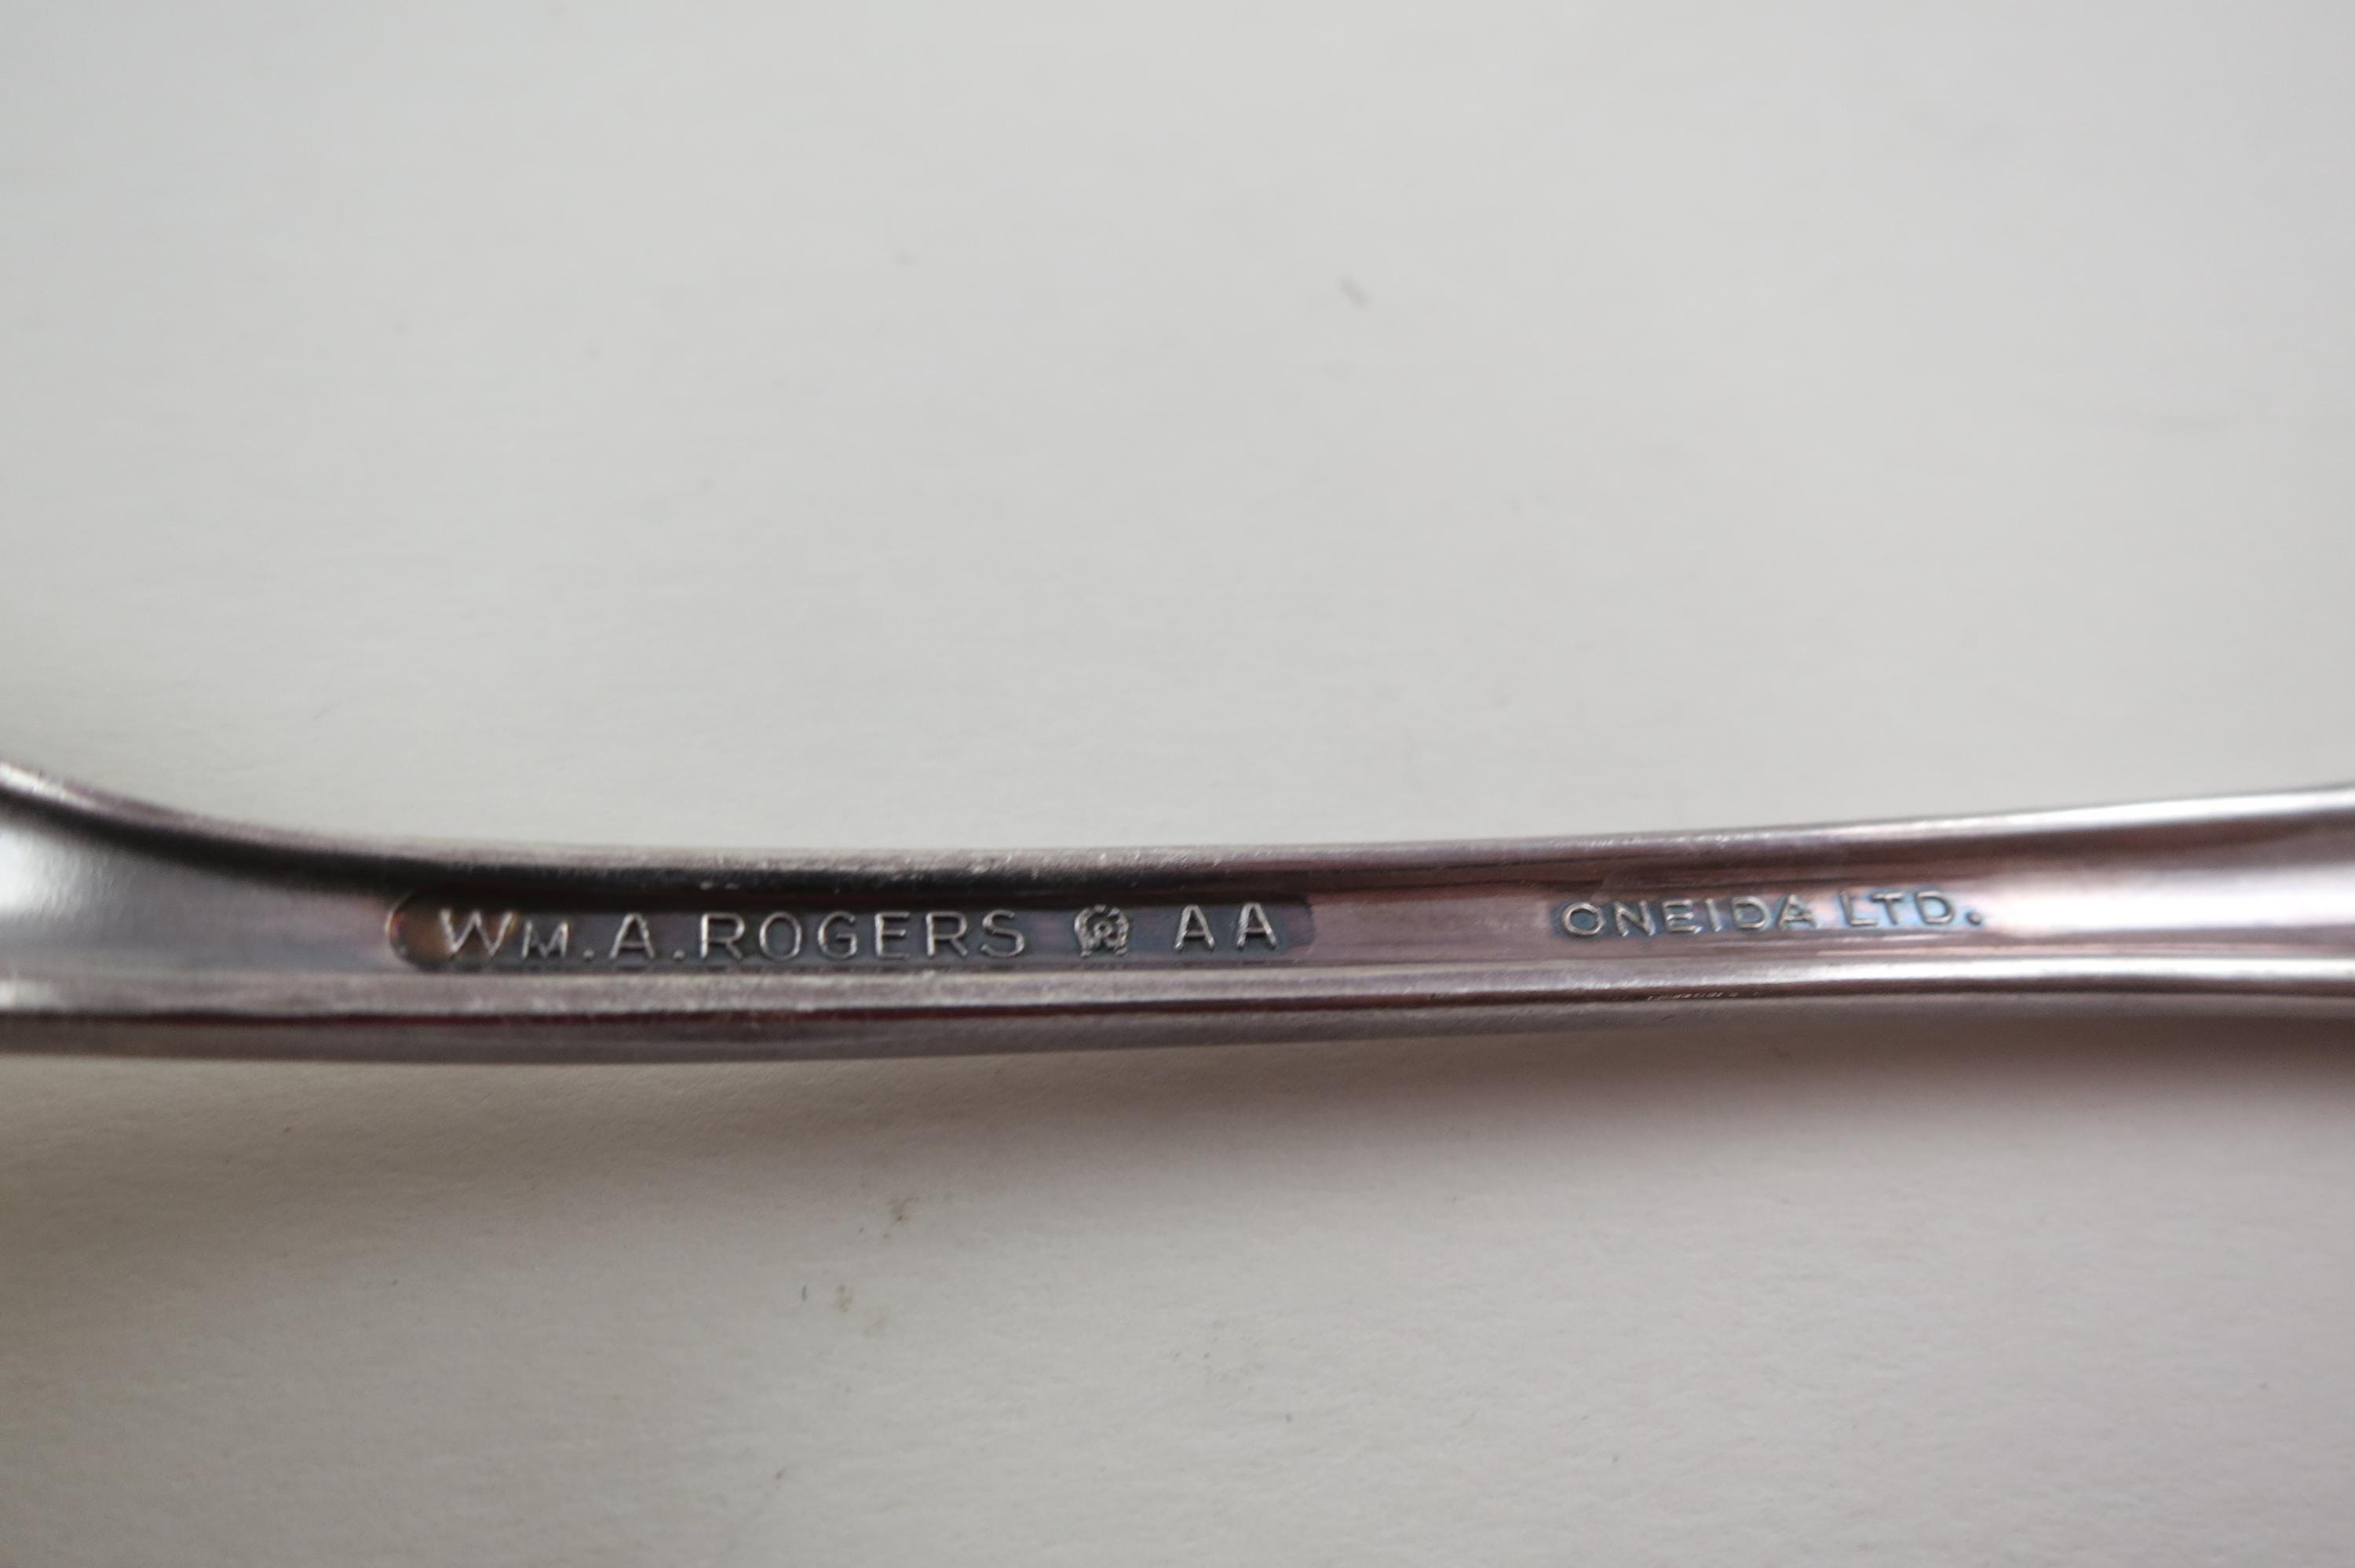 WM.A.ROGERS R AA ONEIDA LTD.